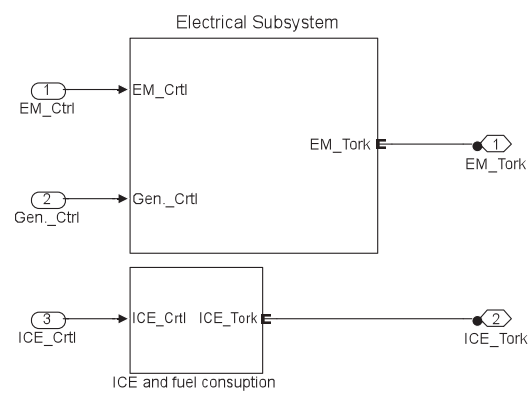 Electrical Subsystem
1
EM_Ctrl
EM_Crtl
EM_Tork
1
EM_Tork
2
Gen._Ctrl
Gen._Crtl
3
ICE_Crtl
ICE_Crtl
ICE_Tork
2
ICE_Tork
ICE and fuel consuption